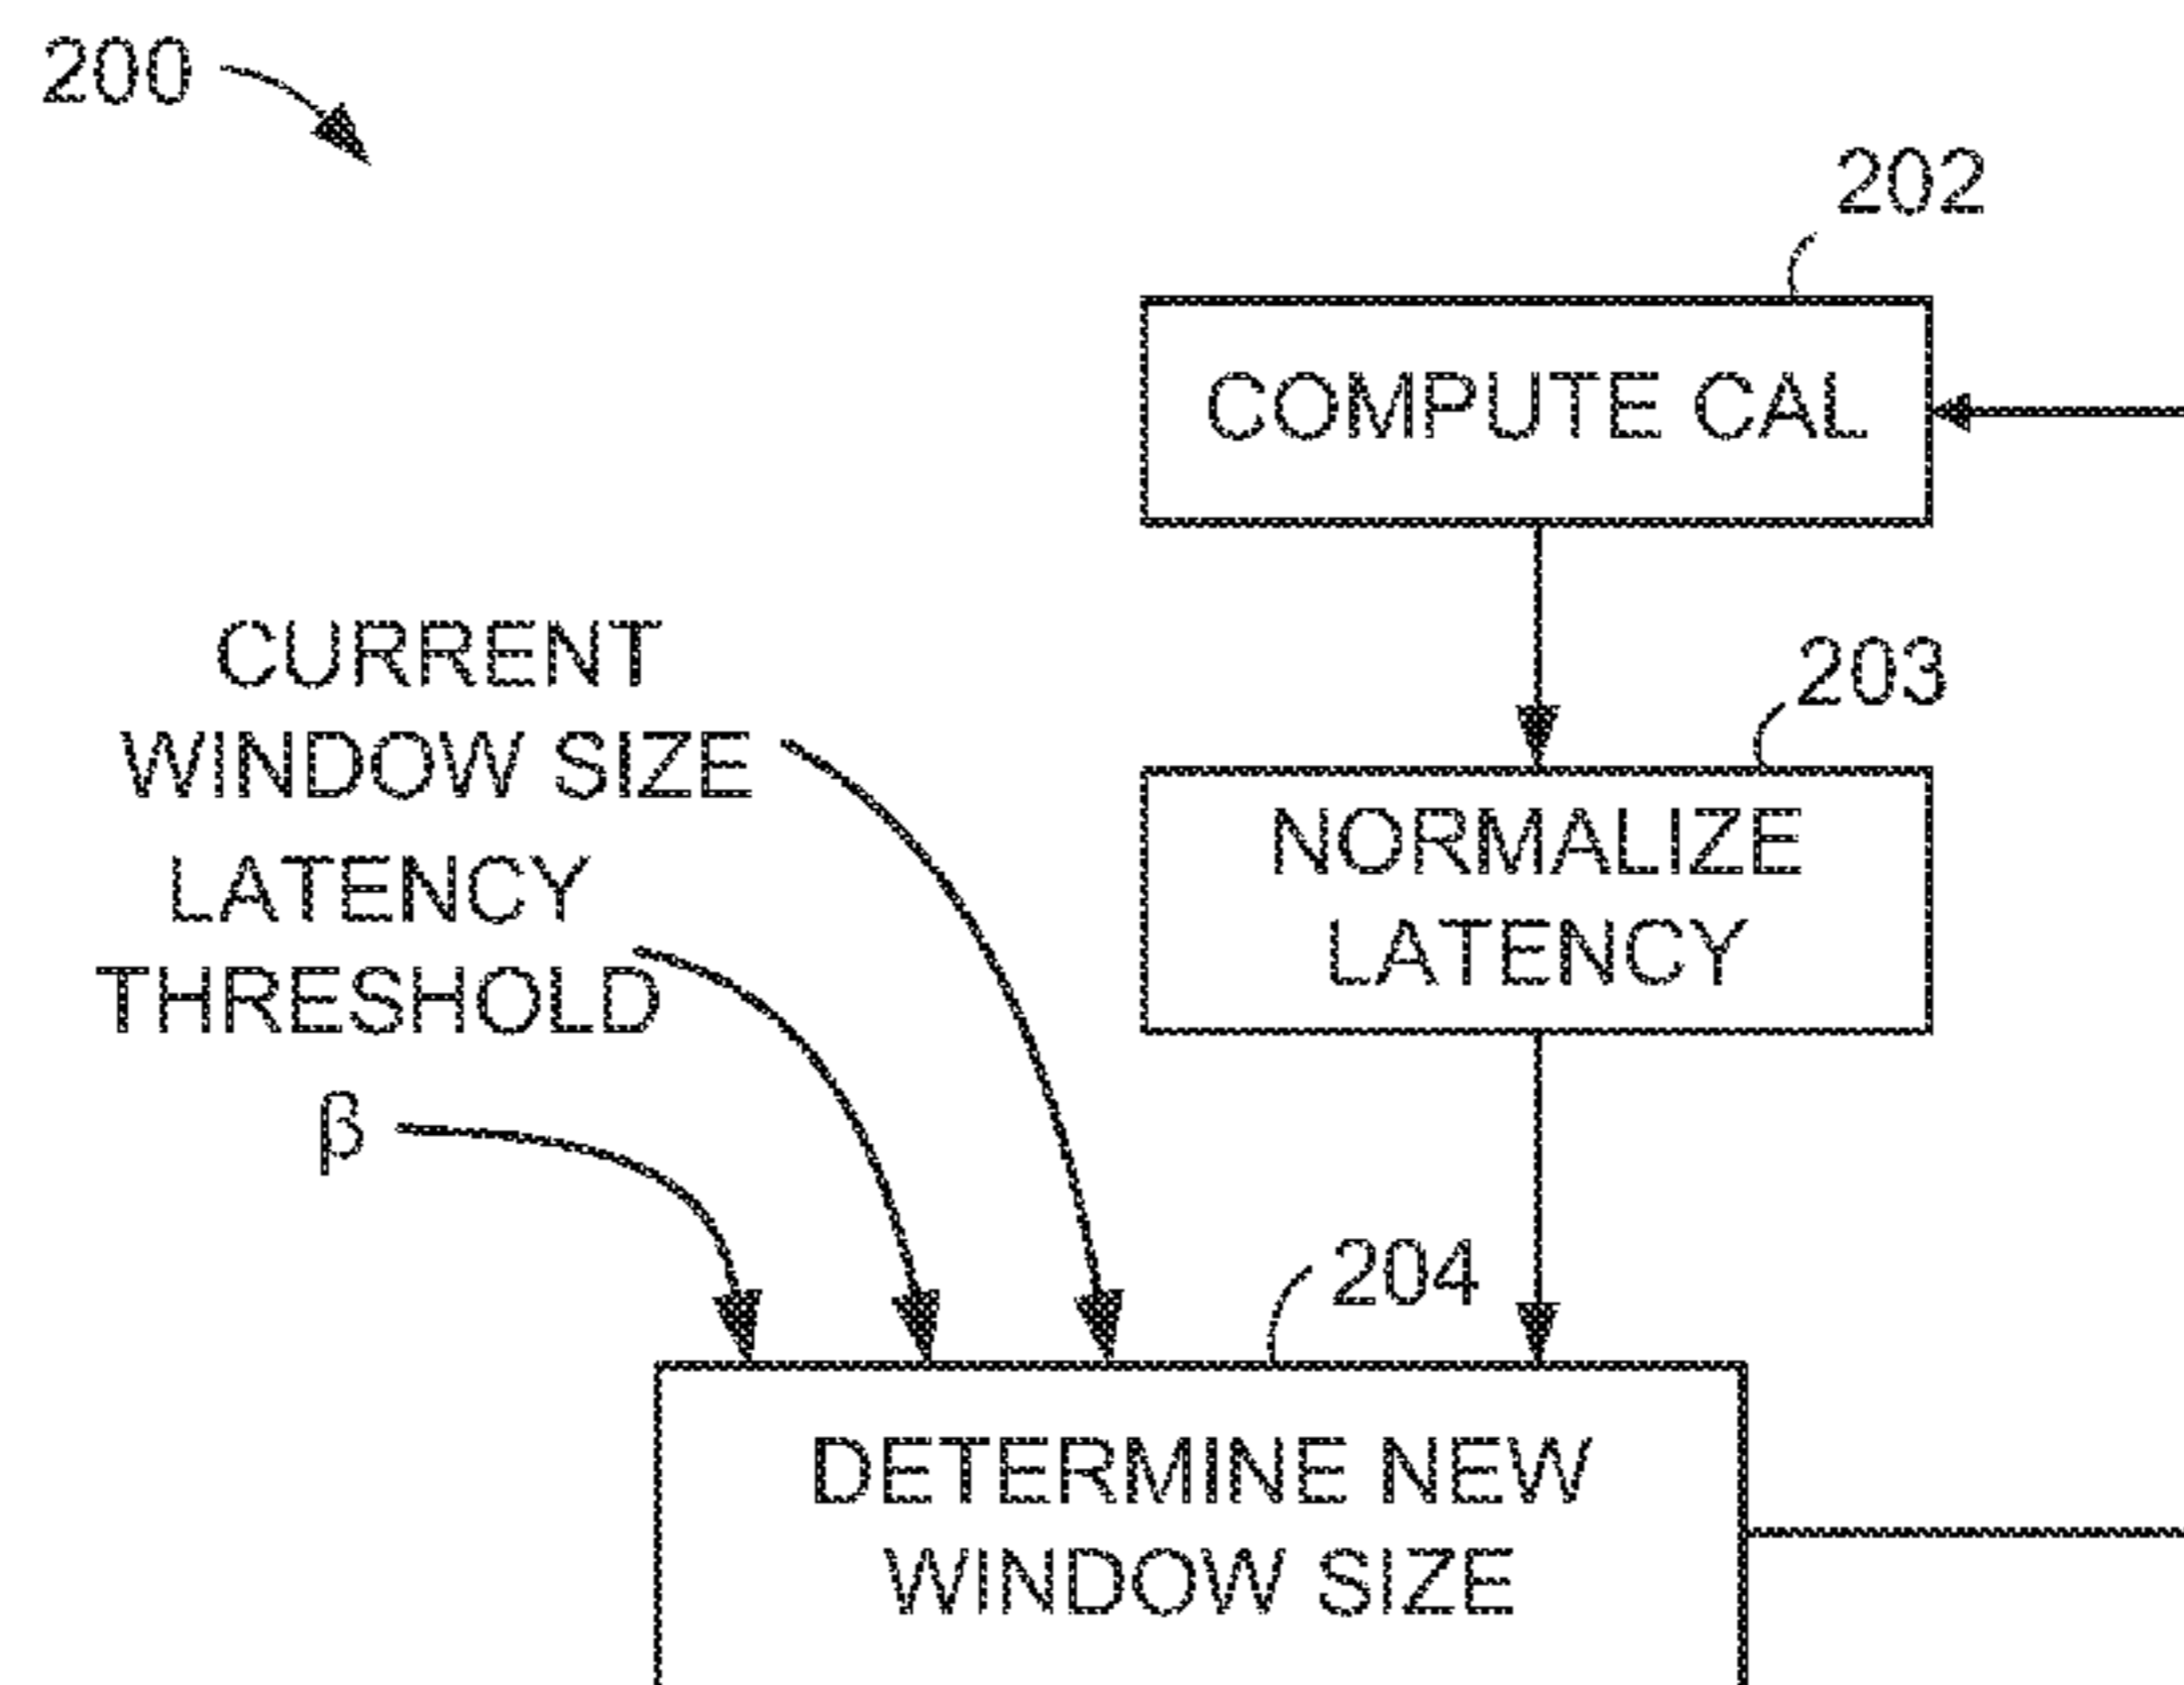 200
202
COMPUTE CAL
CURRENT
WINDOW SIZE
203
NORMALIZE
LATENCY
LATENCY
THRESHOLD
β
204
DETERMINE NEW
WINDOW SIZE